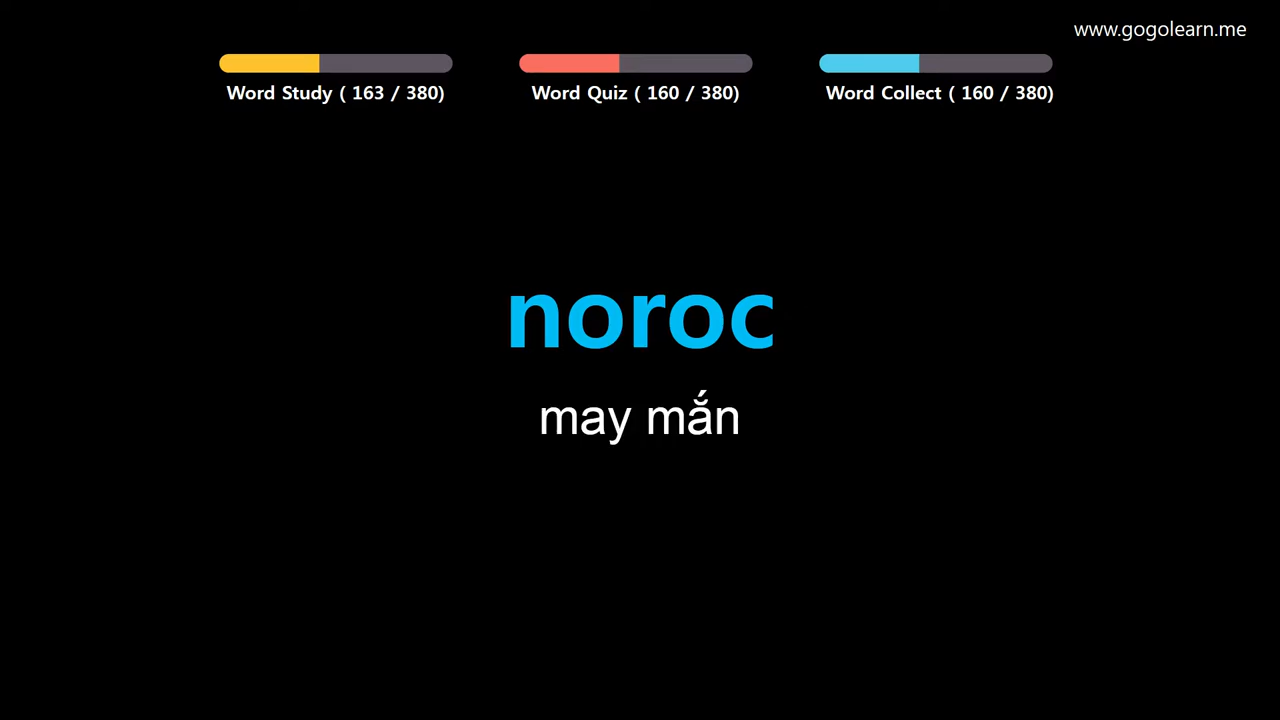 www.gogolearn.me
Word Study ( 163 / 380)
Word Quiz ( 160 / 380)
Word Collect ( 160 / 380)
noroc
may mắn